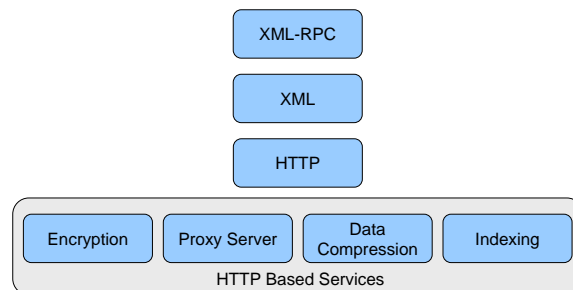 XML-RPC
XML
HTTP
Encryption
Proxy Server
Data
Compression
Indexing
HTTP Based Services